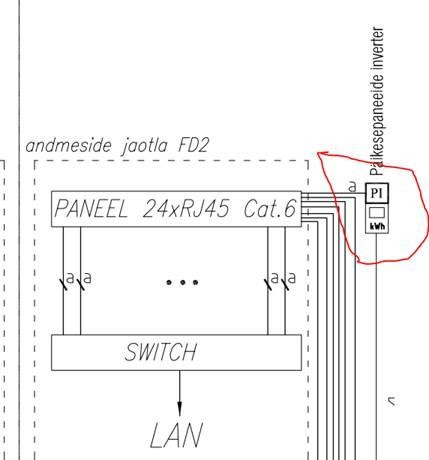 Päikesepaneeide inverter
andmeside jaotla FD2
a
PI
PANEEL 24xRJ45 Cat.6
kWh
a a a a
SWITCH
LAN